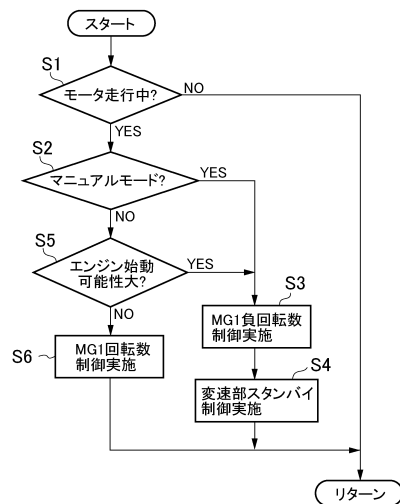 スタート
S1
モータ走行中?
NO
YES
S2
マニュアルモード?
YES
NO
S5
エンジン始動
可能性大?
YES
NO
S3
MG1負回転数
制御実施
S6
MG1回転数
制御実施
S4
変速部スタンバイ
制御実施
リターン